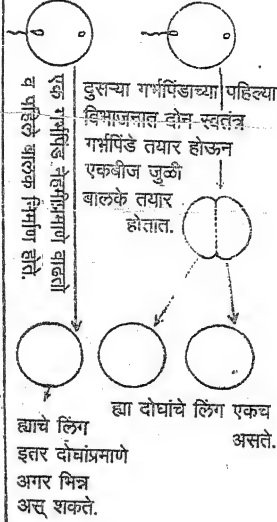 दुसऱ्या गर्भपिंडाच्या पहिल्या
विभाजनात दोन स्वतंत्र
गर्भपिंडे तयार होऊन
एकबीज जुळी
बालके तयार
होतात.
एक गर्भपिंड नेहमीप्रमाणे वाढतो
व पहिले बालक निर्माण होते.
ह्याचे लिंग
इतर दोघांप्रमाणे
अगर भिन्न
असू शकते.
ह्या दोघांचे लिंग एकच
असते.